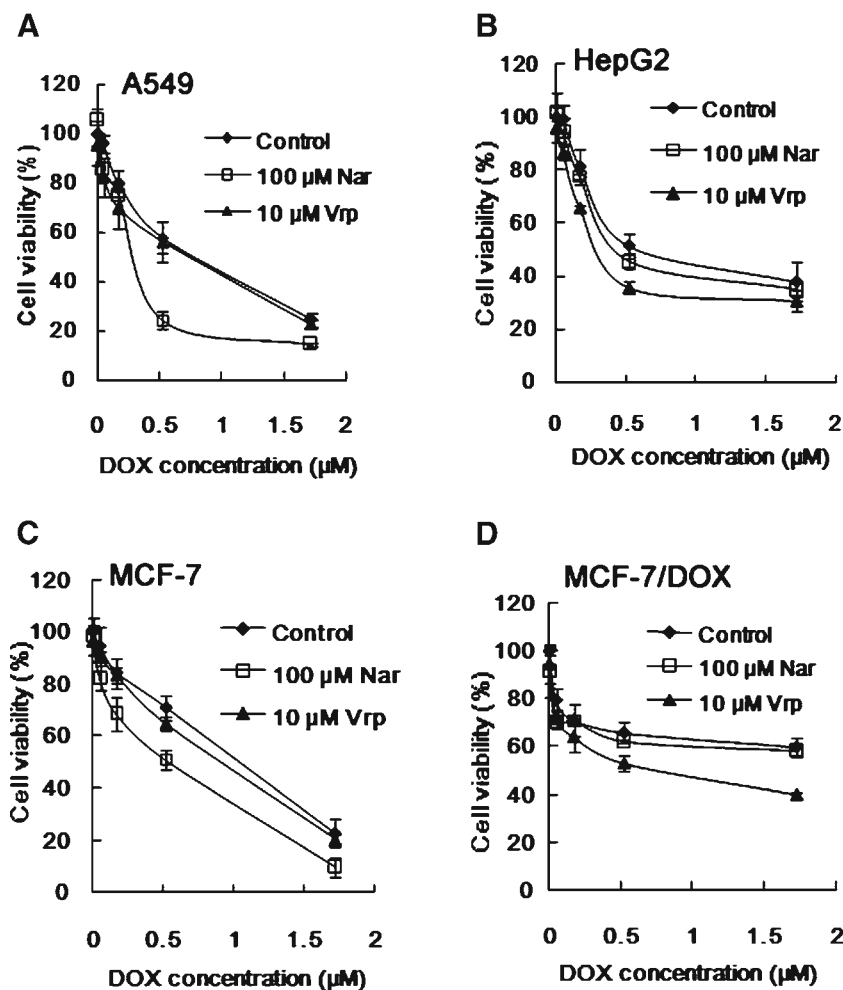 A
A549
120
100
80
60
40
20
0
Cell viability (%)
Control
100 µM Nar
10 µM Vrp
0 0.5 1 1.5 2
DOX concentration (µM)
B
HepG2
120
100
80
60
40
20
0
Cell viability (%)
Control
100 µM Nar
10 µM Vrp
0 0.5 1 1.5 2
DOX concentration (µM)
C
MCF-7
120
100
80
60
40
20
0
Cell viability (%)
Control
100 µM Nar
10 µM Vrp
0 0.5 1 1.5 2
DOX concentration (µM)
D
MCF-7/DOX
120
100
80
60
40
20
0
Cell viability (%)
Control
100 µM Nar
10 µM Vrp
0 0.5 1 1.5 2
DOX concentration (µM)